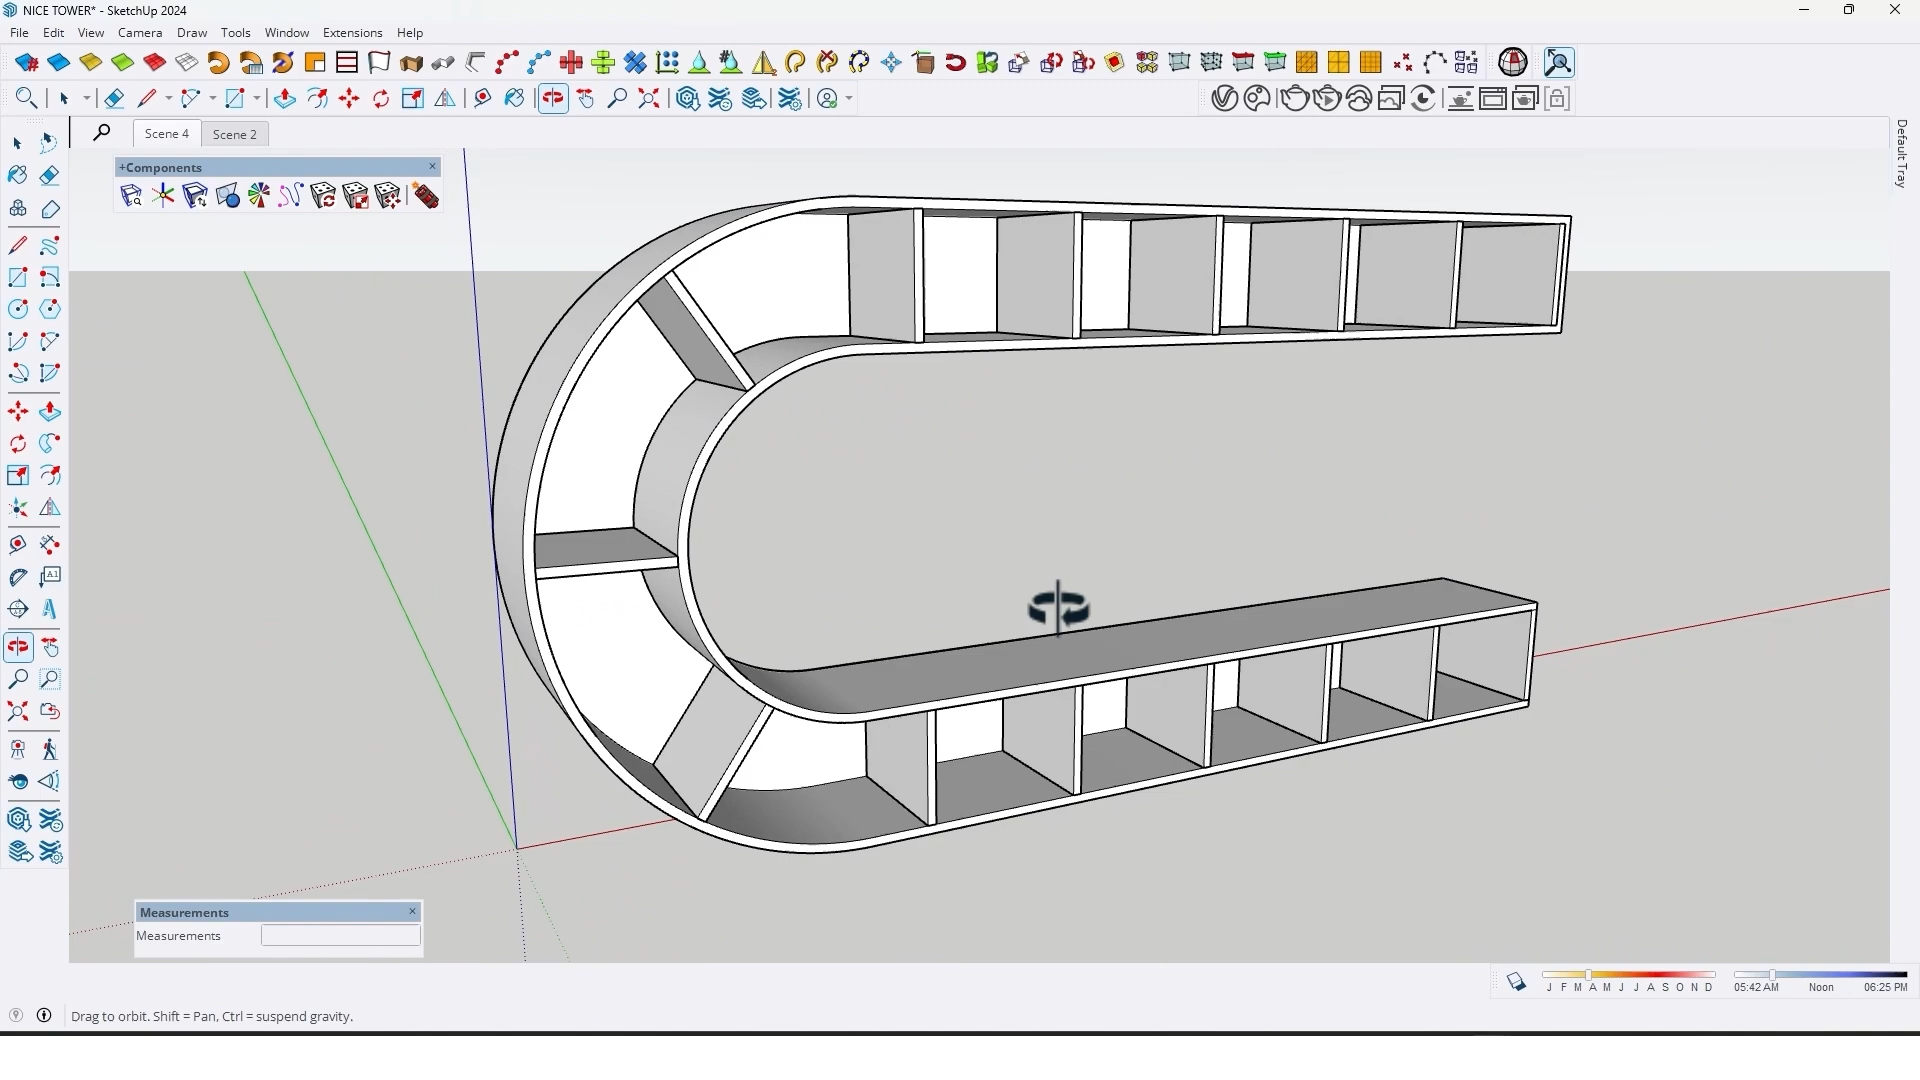 NICE TOWER* - SketchUp 2024
File Edit View Camera Draw Tools Window Extensions Help
Scene 4 Scene 2
+Components
Default Tray
A1
Measurements
Measurements
J F M A M J J A S O N D
05:42 AM Noon 06:25 PM
Drag to orbit. Shift = Pan, Ctrl = suspend gravity.